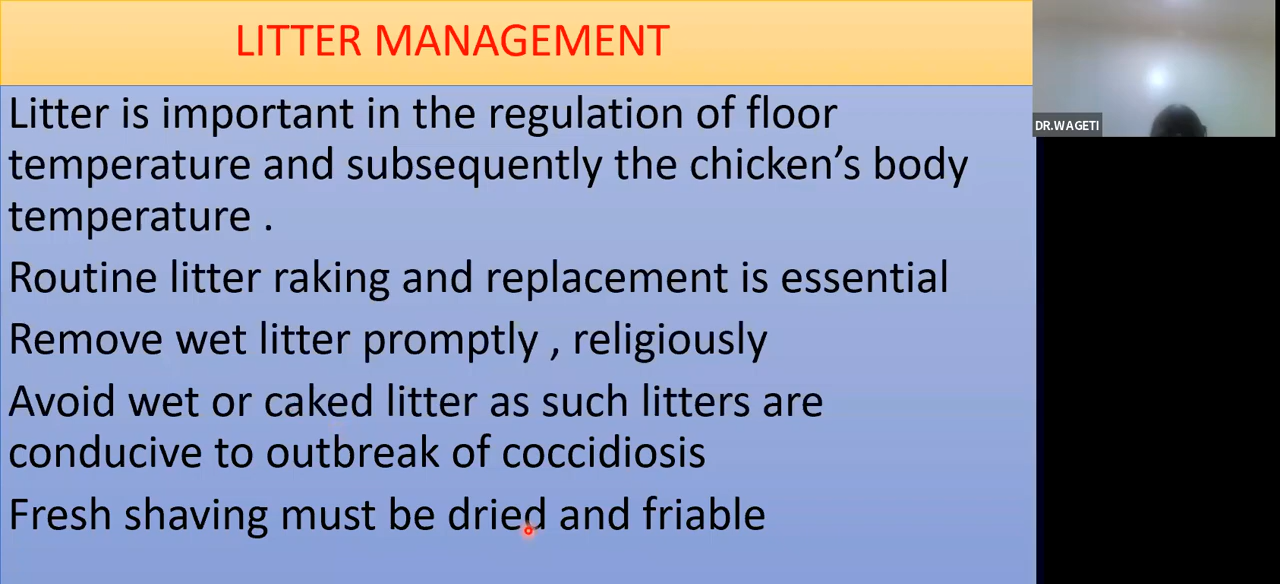 LITTER MANAGEMENT
Litter is important in the regulation of floor
temperature and subsequently the chicken’s body
temperature .
Routine litter raking and replacement is essential
Remove wet litter promptly , religiously
Avoid wet or caked litter as such litters are
conducive to outbreak of coccidiosis
Fresh shaving must be dried and friable
DR.WAGETI